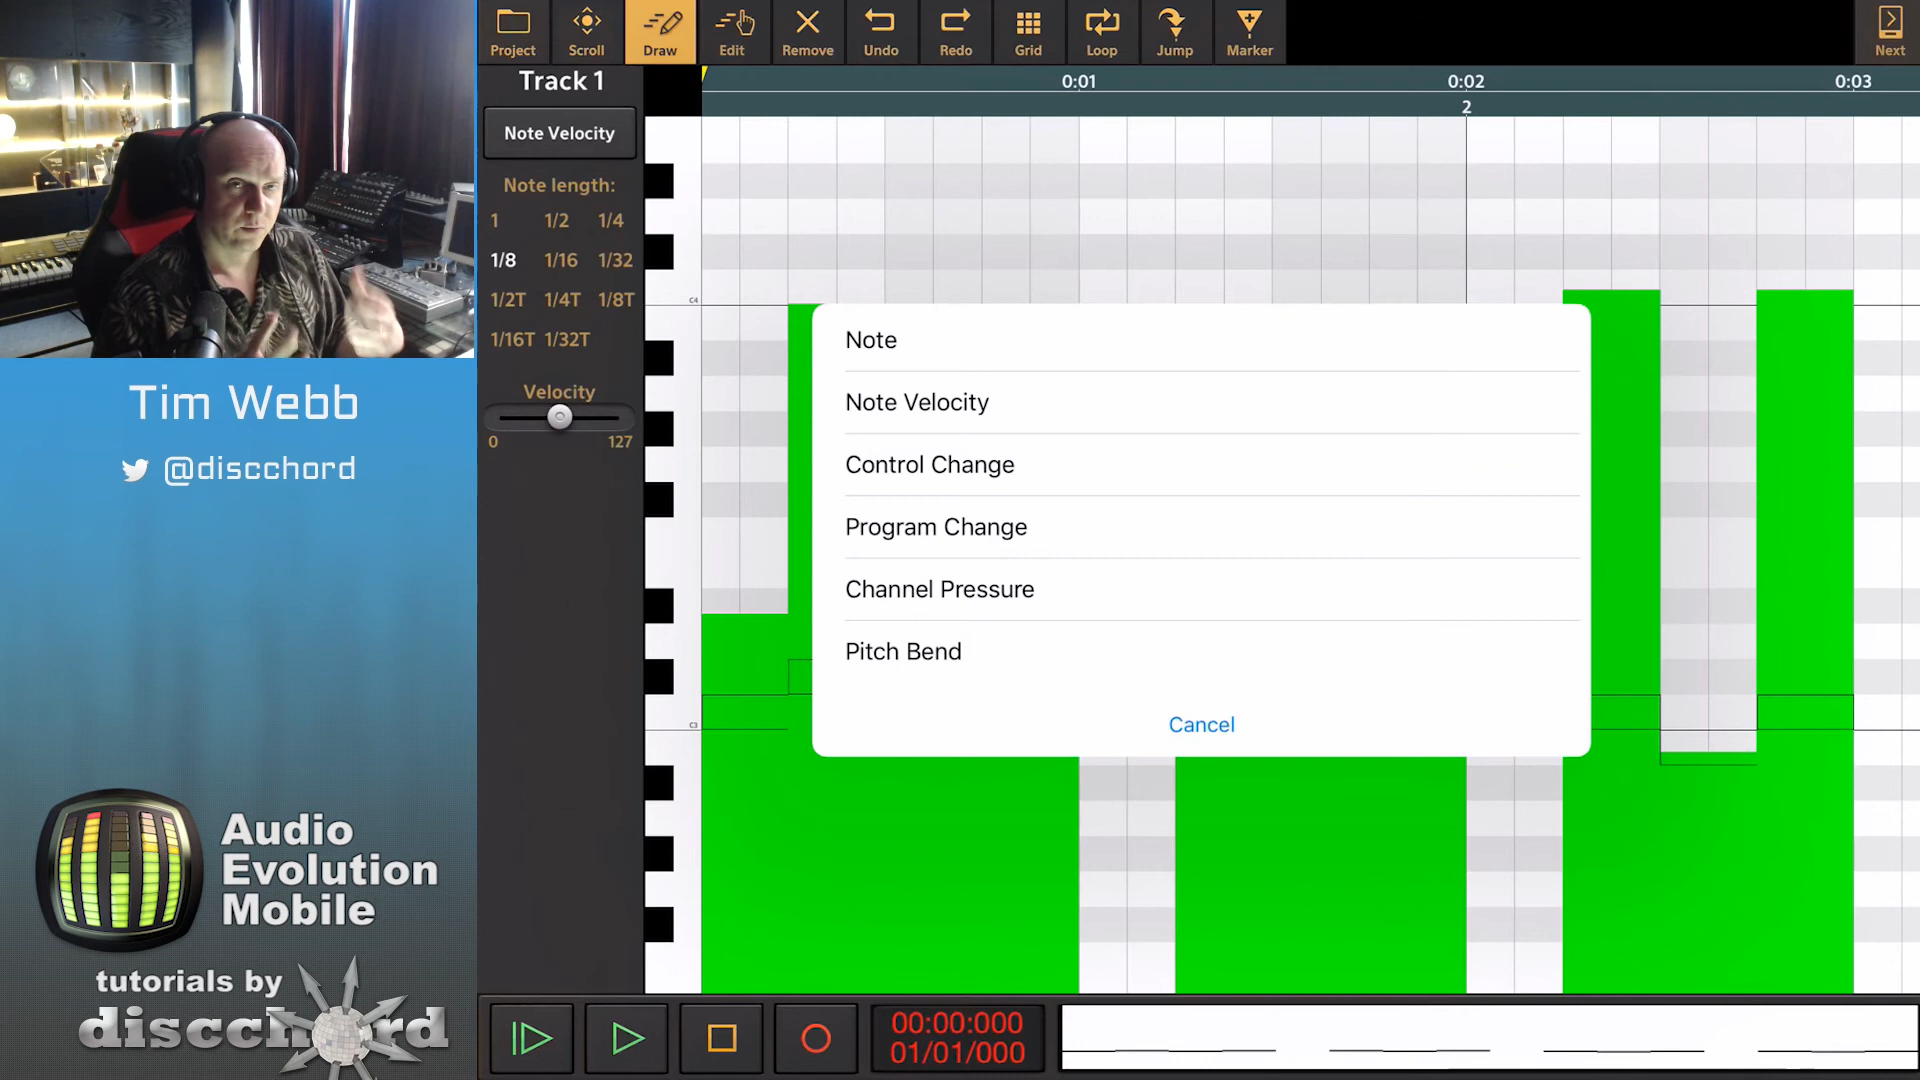 Project
Scroll
Draw
Edit
Remove
Undo
Redo
Grid
Loop
Jump
Marker
Next
Track 1
Note Velocity
Note length:
1 1/2 1/4
1/8 1/16 1/32
1/2T 1/4T 1/8T
1/16T 1/32T
Velocity
0 127
0:01 0:02 0:03
2
C4
C3
Note
Note Velocity
Control Change
Program Change
Channel Pressure
Pitch Bend
Cancel
00:00:000
01/01/000
Tim Webb
@discchord
Audio
Evolution
Mobile
tutorials by
discchord